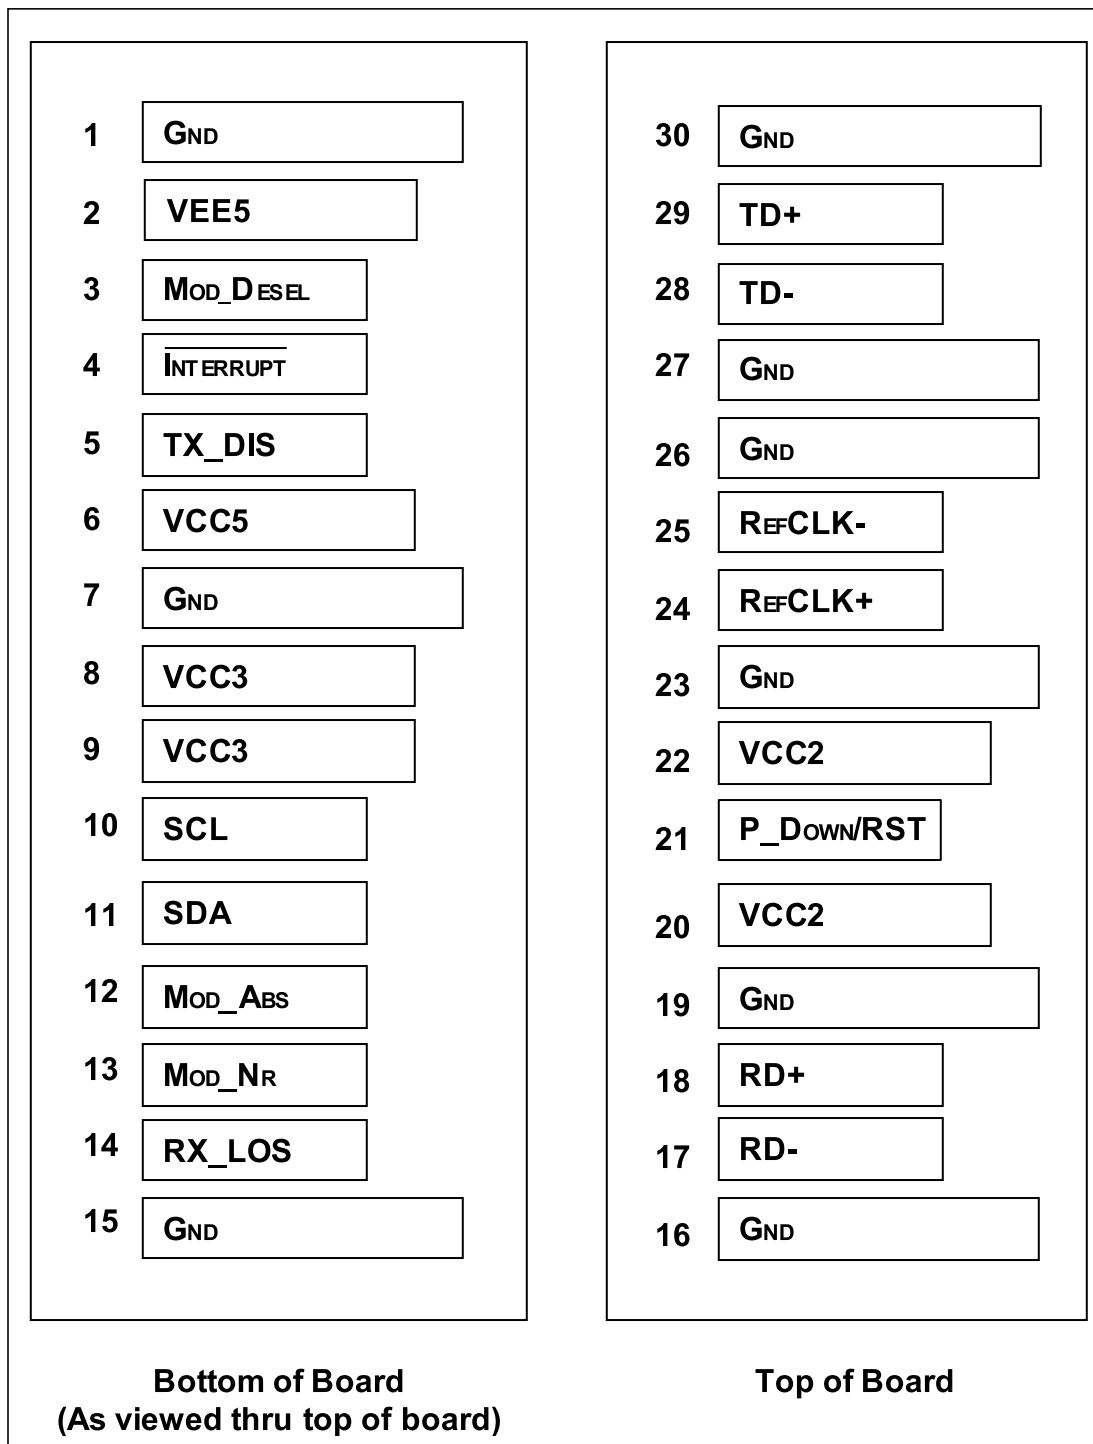 1 GND
2 VEE5
3 MOD_DESEL
4 INTERRUPT
5 TX_DIS
6 VCC5
7 GND
8 VCC3
9 VCC3
10 SCL
11 SDA
12 MOD_ABS
13 MOD_NR
14 RX_LOS
15 GND
Bottom of Board
(As viewed thru top of board)
30 GND
29 TD+
28 TD-
27 GND
26 GND
25 REFCLK-
24 REFCLK+
23 GND
22 VCC2
21 P_DOWN/RST
20 VCC2
19 GND
18 RD+
17 RD-
16 GND
Top of Board